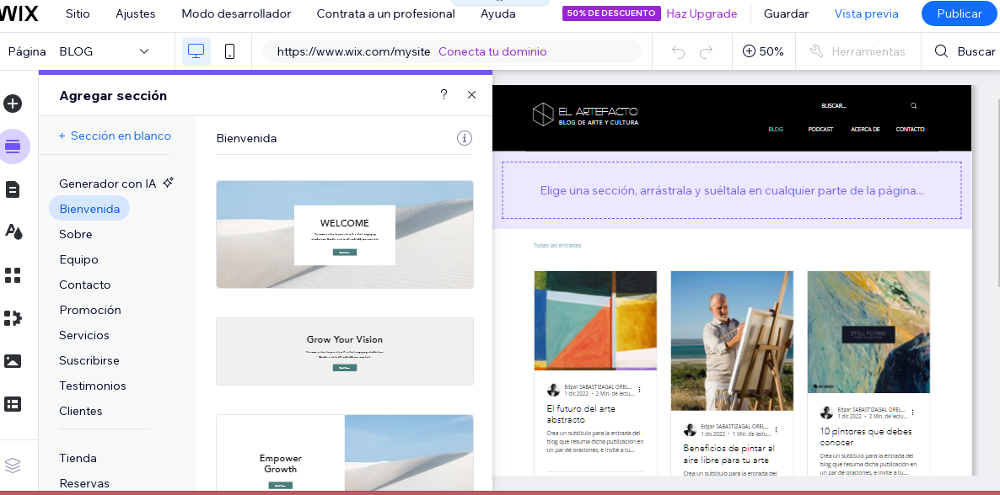 WIX Sitio Ajustes Modo desarrollador Contrata a un profesional Ayuda 50% DE DESCUENTO Haz Upgrade Guardar Vista previa Publicar
Página BLOG https://www.wix.com/mysite Conecta tu dominio 50% Herramientas Buscar
Agregar sección ?
+ Sección en blanco
Generador con IA
Bienvenida
Sobre
Equipo
Contacto
Promoción
Servicios
Suscribirse
Testimonios
Clientes
Tienda
Reservas
Bienvenida
WELCOME
Grow Your Vision
Empower
Growth
EL ARTEFACTO
BLOG DE ARTE Y CULTURA
BUSCAR...
BLOG PODCAST ACERCA DE CONTACTO
Elige una sección, arrástrala y suéltala en cualquier parte de la página...
Todas las entradas
Edgar SABASTIZAGAL OREL...
1 dic 2022 • 2 Min. de lectu...
El futuro del arte
abstracto
Crea un subtítulo para la entrada del
blog que resuma dicha publicación en
un par de oraciones, e invite a tu...
Edgar SABASTIZAGAL OREL...
1 dic 2022 • 1 Min. de lectu...
Beneficios de pintar al
aire libre para tu arte
Crea un subtítulo para la entrada del
STILL FLYING
Edgar SABASTIZAGAL OREL...
1 dic 2022 • 2 Min. de lectu...
10 pintores que debes
conocer
Crea un subtítulo para la entrada del
blog que resuma dicha publicación en
un par de oraciones, e invite a tu...